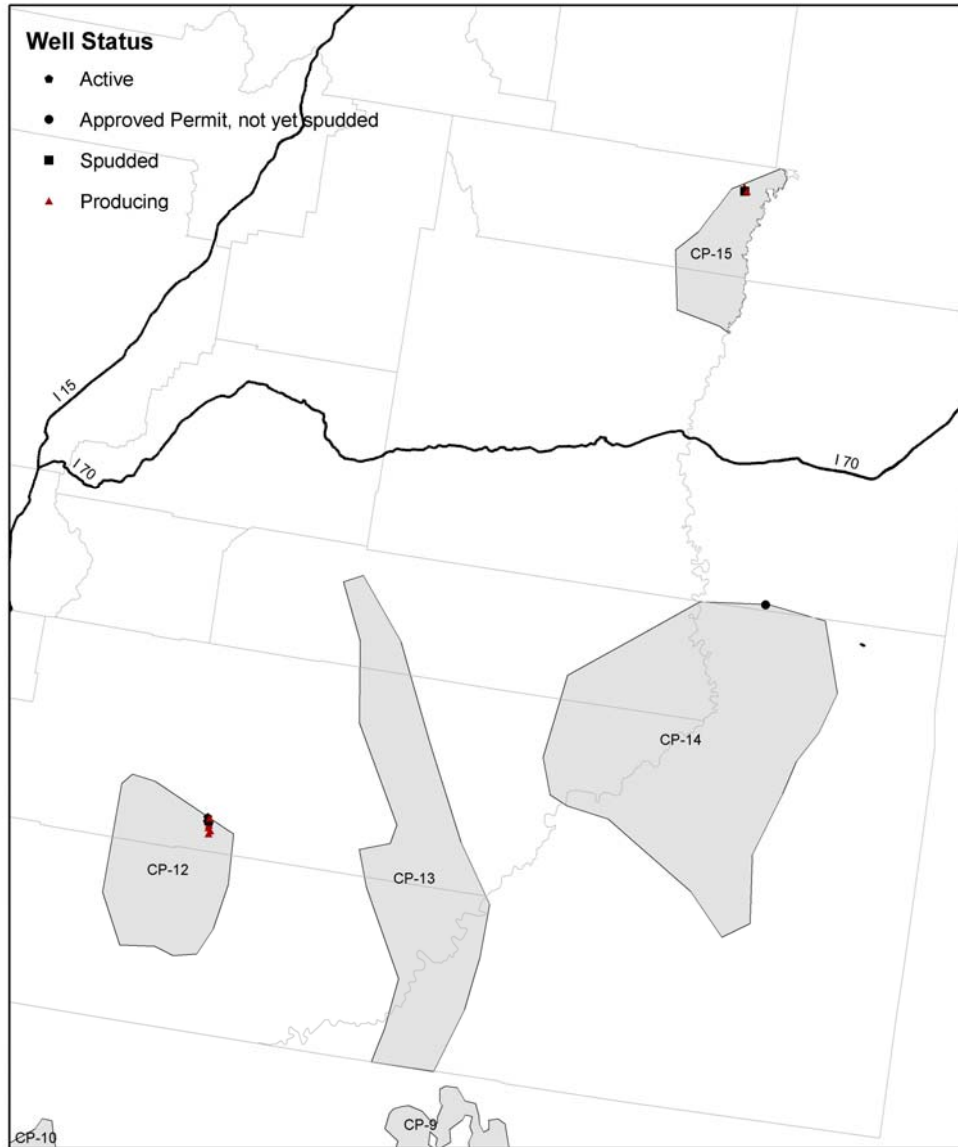 Well Status
Active
Approved Permit, not yet spudded
Spudded
Producing
CP-15
I 15
I 70
I 70
CP-14
CP-12
CP-13
CP-9
CP-10